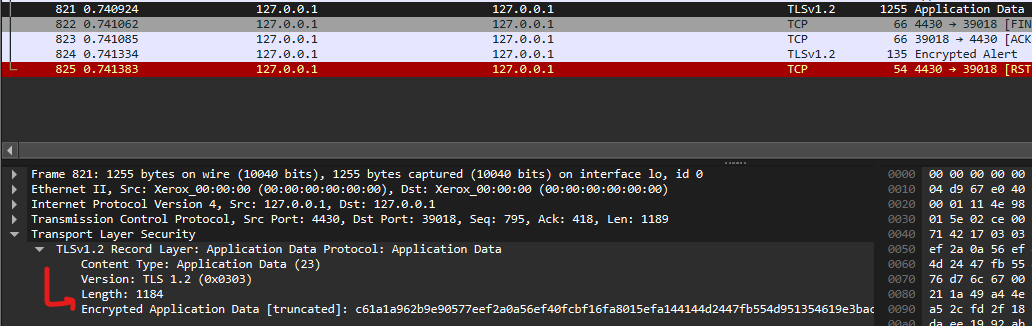 821 0.740924 127.0.0.1 127.0.0.1 TLSv1.2 1255 Application Data
822 0.741062 127.0.0.1 127.0.0.1 TCP 66 4430 → 39018 [FIN
823 0.741085 127.0.0.1 127.0.0.1 TCP 66 39018 → 4430 [ACK
824 0.741334 127.0.0.1 127.0.0.1 TLSv1.2 135 Encrypted Alert
825 0.741383 127.0.0.1 127.0.0.1 TCP 54 4430 → 39018 [RST
Frame 821: 1255 bytes on wire (10040 bits), 1255 bytes captured (10040 bits) on interface lo, id 0
Ethernet II, Src: Xerox_00:00:00 (00:00:00:00:00:00), Dst: Xerox_00:00:00 (00:00:00:00:00:00)
Internet Protocol Version 4, Src: 127.0.0.1, Dst: 127.0.0.1
Transmission Control Protocol, Src Port: 4430, Dst Port: 39018, Seq: 795, Ack: 418, Len: 1189
Transport Layer Security
TLSv1.2 Record Layer: Application Data Protocol: Application Data
Content Type: Application Data (23)
Version: TLS 1.2 (0x0303)
Length: 1184
Encrypted Application Data [truncated]: c61a1a962b9e90577eef2a0a56ef40fcbf16fa8015efa144144d2447fb554d951354619e3bac
0000 00 00 00 00 00
0010 04 d9 67 e0 40
0020 00 01 11 4e 98
0030 01 5e 02 ce 00
0040 71 42 17 03 03
0050 ef 2a 0a 56 ef
0060 4d 24 47 fb 55
0070 76 d7 6c 67 00
0080 21 1a 49 a4 4e
0090 a5 2c fd 2f 18
00a0 da ee 19 92 ab